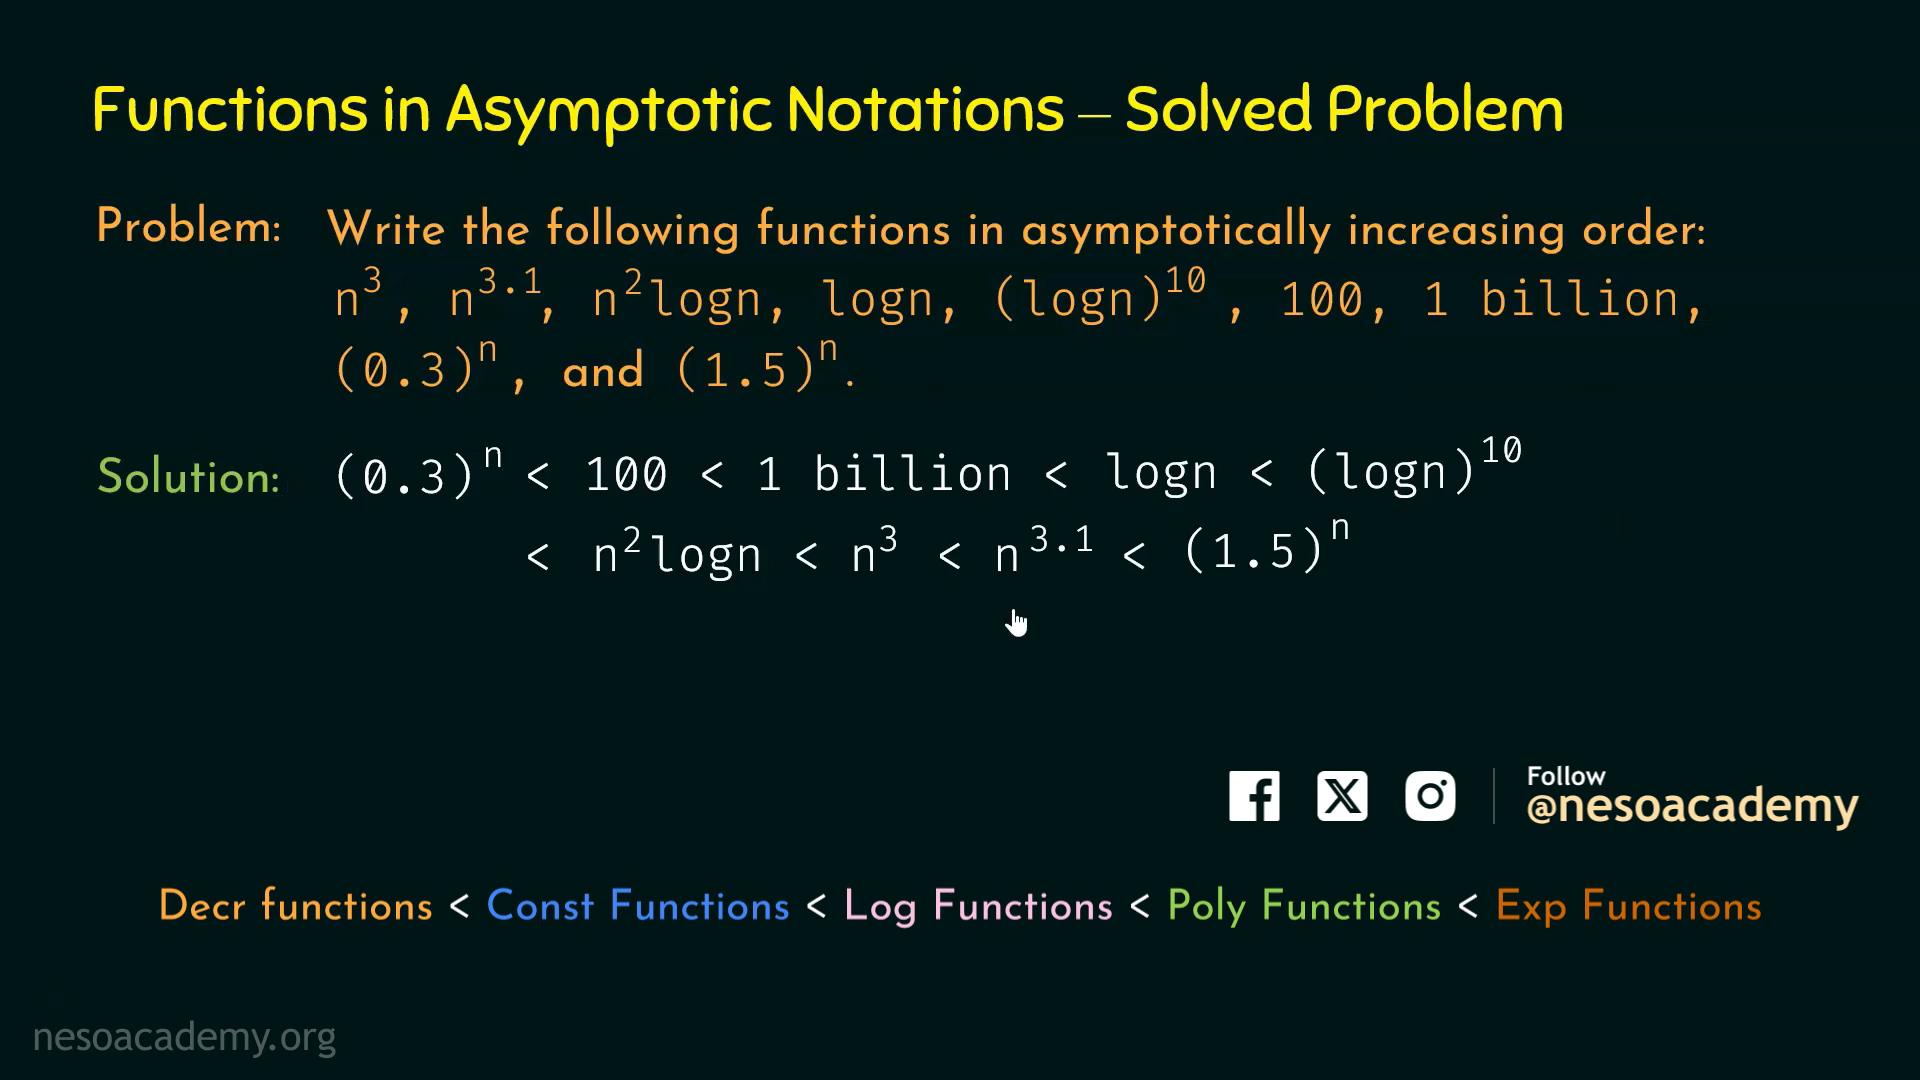 Functions in Asymptotic Notations – Solved Problem
Problem: Write the following functions in asymptotically increasing order:
n³, n³·¹, n²logn, logn, (logn)¹⁰, 100, 1 billion,
(0.3)ⁿ, and (1.5)ⁿ.
Solution: (0.3)ⁿ < 100 < 1 billion < logn < (logn)¹⁰
< n²logn < n³ < n³·¹ < (1.5)ⁿ
Follow
@nesoacademy
Decr functions < Const Functions < Log Functions < Poly Functions < Exp Functions
nesoacademy.org